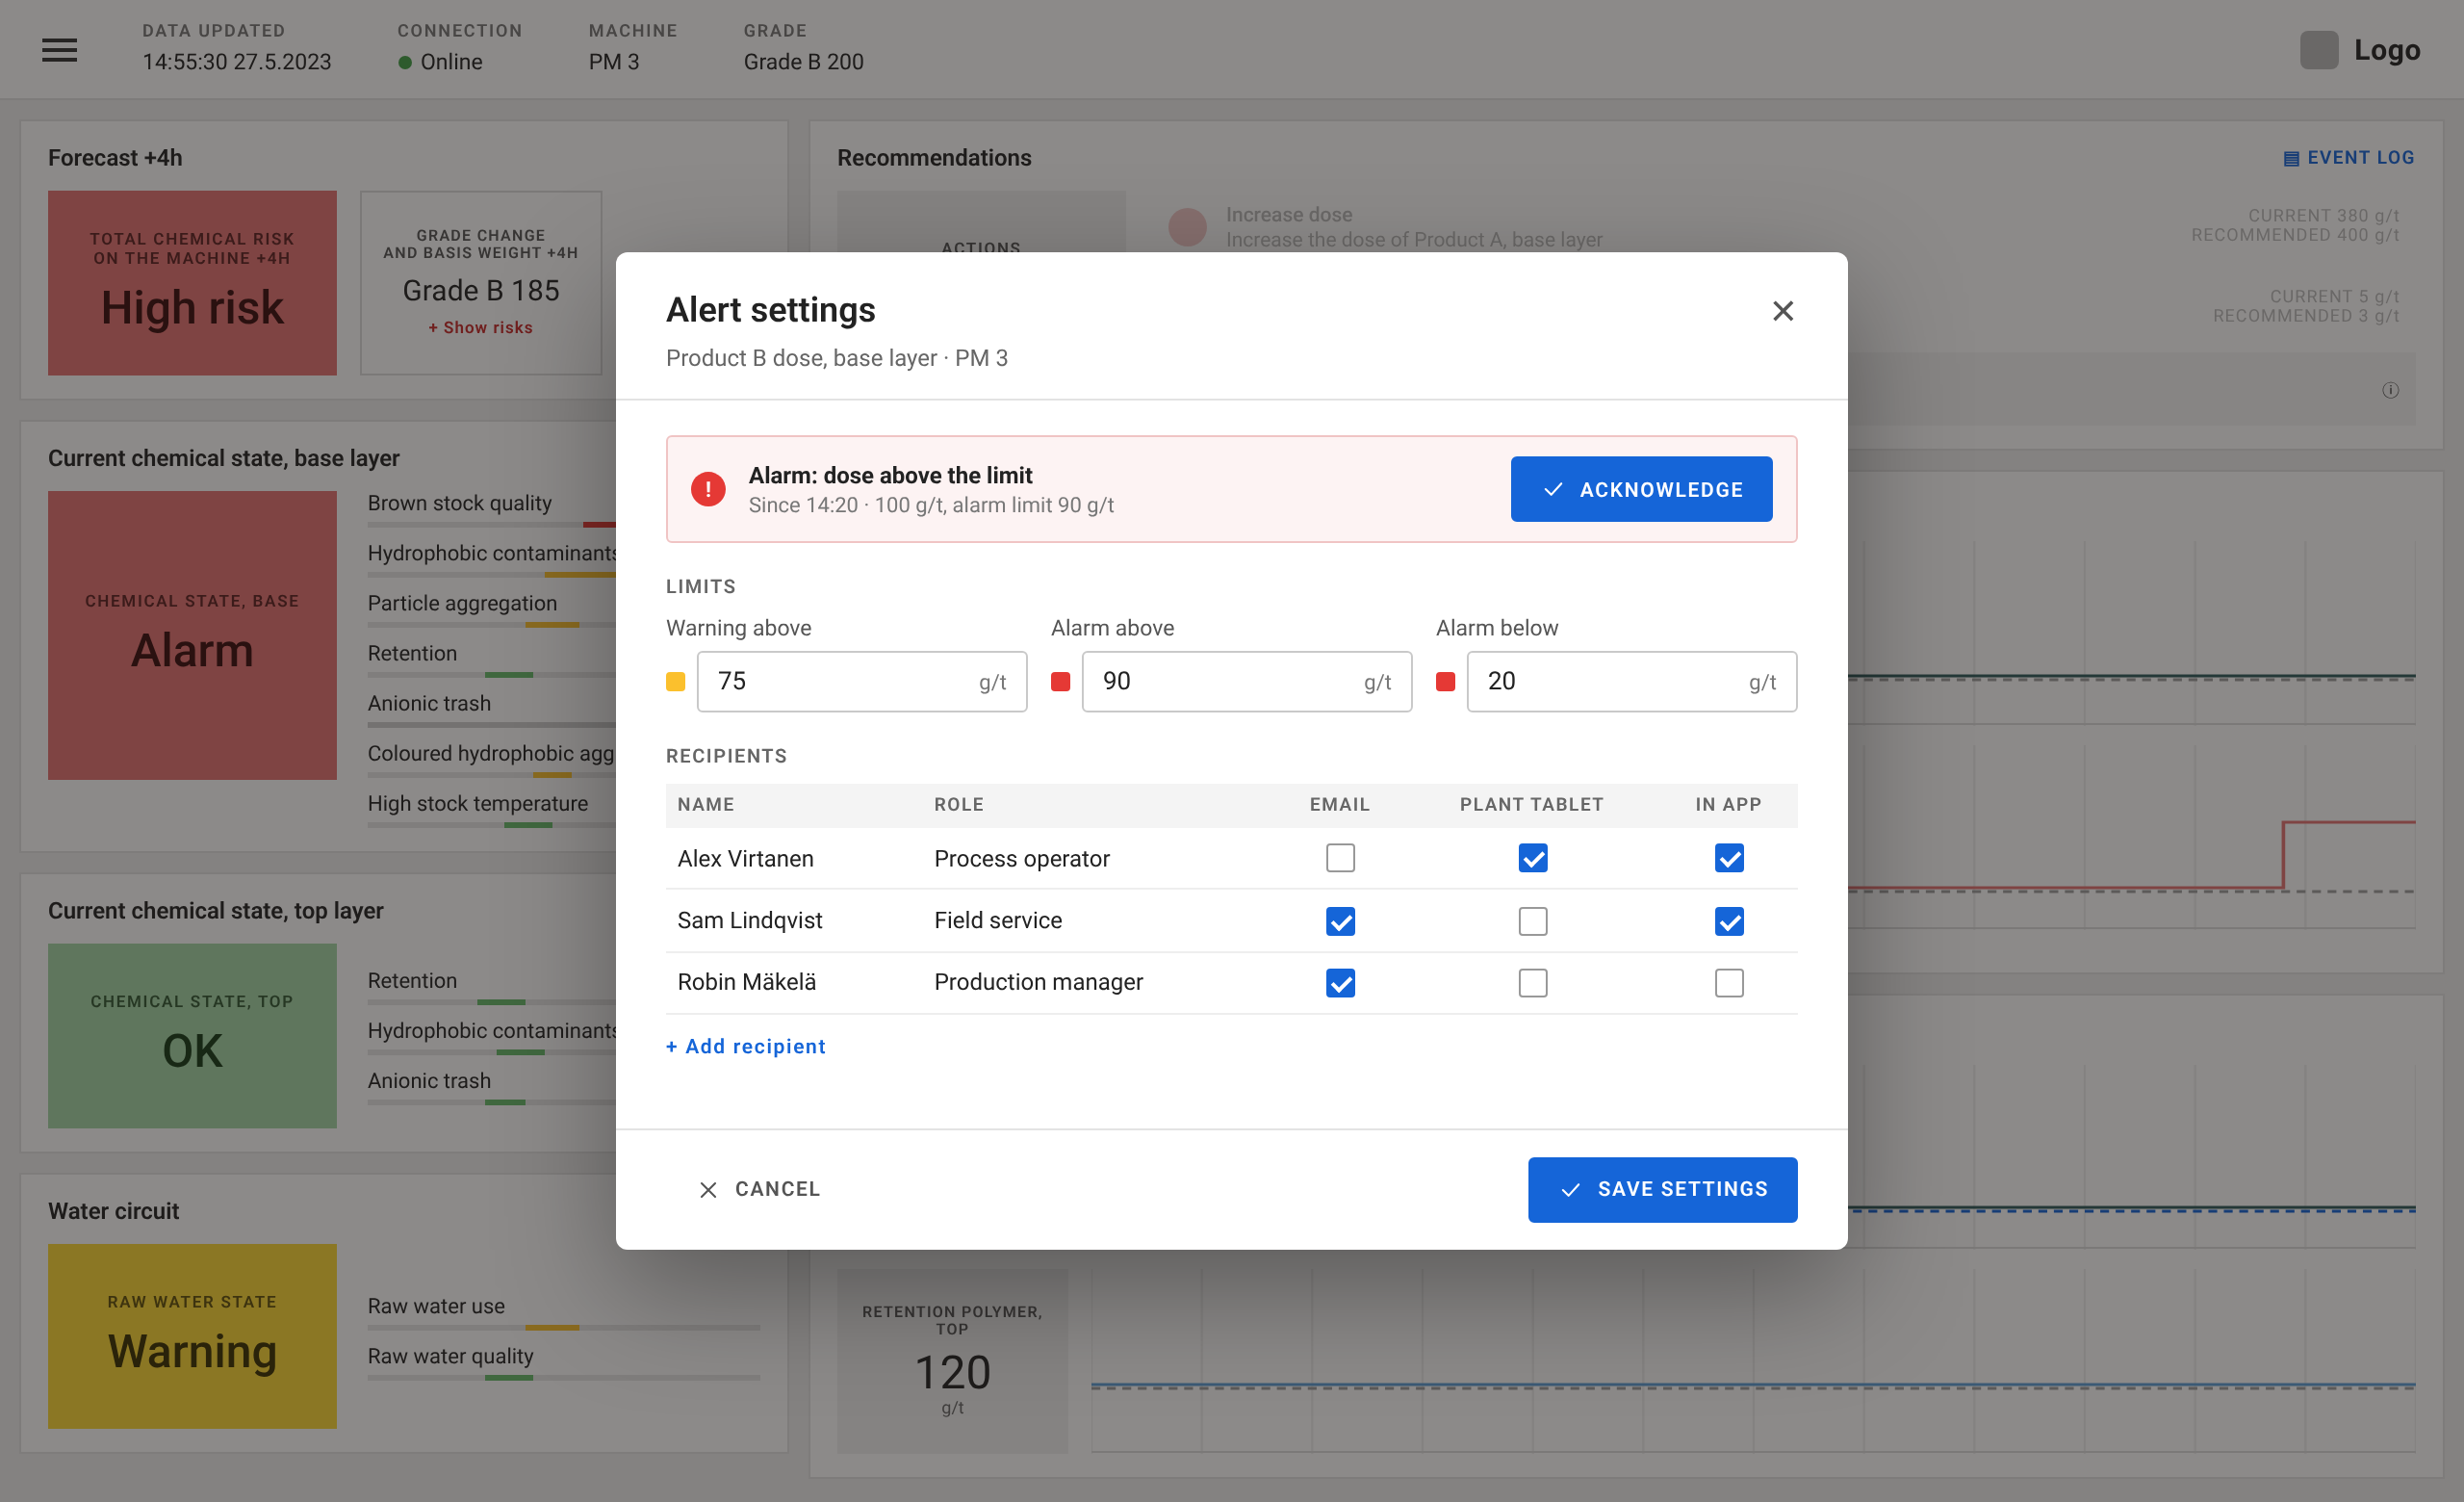 DATA UPDATED
14:55:30 27.5.2023
CONNECTION
Online
MACHINE
PM 3
GRADE
Grade B 200
Logo
Forecast +4h
TOTAL CHEMICAL RISK
ON THE MACHINE +4H
High risk
GRADE CHANGE
AND BASIS WEIGHT +4H
Grade B 185
+ Show risks
Recommendations
EVENT LOG
ACTIONS
Increase dose
Increase the dose of Product A, base layer
CURRENT 380 g/t
RECOMMENDED 400 g/t
CURRENT 5 g/t
RECOMMENDED 3 g/t
Current chemical state, base layer
CHEMICAL STATE, BASE
Alarm
Brown stock quality
Hydrophobic contaminants
Particle aggregation
Retention
Anionic trash
Coloured hydrophobic agg
High stock temperature
Current chemical state, top layer
CHEMICAL STATE, TOP
OK
Retention
Hydrophobic contaminants
Anionic trash
Water circuit
RAW WATER STATE
Warning
Raw water use
Raw water quality
RETENTION POLYMER,
TOP
120
g/t
Alert settings
Product B dose, base layer · PM 3
Alarm: dose above the limit
Since 14:20 · 100 g/t, alarm limit 90 g/t
ACKNOWLEDGE
LIMITS
Warning above
75 g/t
Alarm above
90 g/t
Alarm below
20 g/t
RECIPIENTS
NAME ROLE EMAIL PLANT TABLET IN APP
Alex Virtanen Process operator
Sam Lindqvist Field service
Robin Mäkelä Production manager
+ Add recipient
CANCEL
SAVE SETTINGS